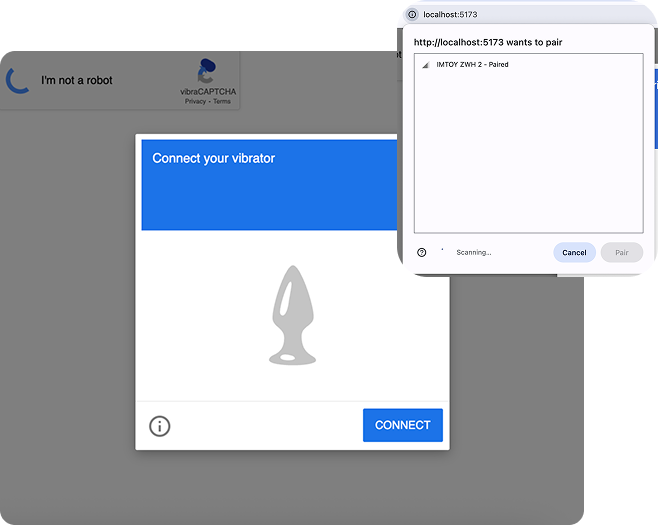 I'm not a robot
vibraCAPTCHA
Privacy - Terms
Connect your vibrator
CONNECT
localhost:5173
http://localhost:5173 wants to pair
IMTOY ZWH 2 - Paired
Scanning...
Cancel
Pair